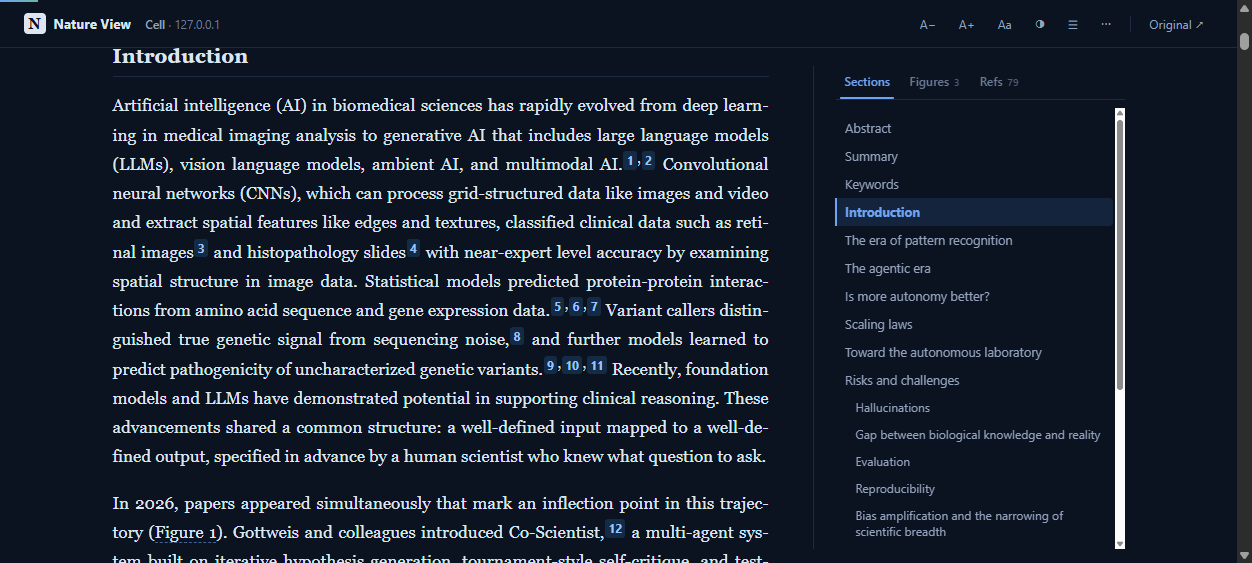 N Nature View Cell · 127.0.0.1 A− A+ Aa ◑ ☰ ··· Original ↗
Introduction
Artificial intelligence (AI) in biomedical sciences has rapidly evolved from deep learn-
ing in medical imaging analysis to generative AI that includes large language models
(LLMs), vision language models, ambient AI, and multimodal AI.1,2 Convolutional
neural networks (CNNs), which can process grid-structured data like images and video
and extract spatial features like edges and textures, classified clinical data such as reti-
nal images3 and histopathology slides4 with near-expert level accuracy by examining
spatial structure in image data. Statistical models predicted protein-protein interac-
tions from amino acid sequence and gene expression data.5,6,7 Variant callers distin-
guished true genetic signal from sequencing noise,8 and further models learned to
predict pathogenicity of uncharacterized genetic variants.9,10,11 Recently, foundation
models and LLMs have demonstrated potential in supporting clinical reasoning. These
advancements shared a common structure: a well-defined input mapped to a well-de-
fined output, specified in advance by a human scientist who knew what question to ask.
In 2026, papers appeared simultaneously that mark an inflection point in this trajec-
tory (Figure 1). Gottweis and colleagues introduced Co-Scientist,12 a multi-agent sys-
tem built on iterative hypothesis generation, tournament-style self-critique, and test-
Sections Figures 3 Refs 79
Abstract
Summary
Keywords
Introduction
The era of pattern recognition
The agentic era
Is more autonomy better?
Scaling laws
Toward the autonomous laboratory
Risks and challenges
Hallucinations
Gap between biological knowledge and reality
Evaluation
Reproducibility
Bias amplification and the narrowing of
scientific breadth